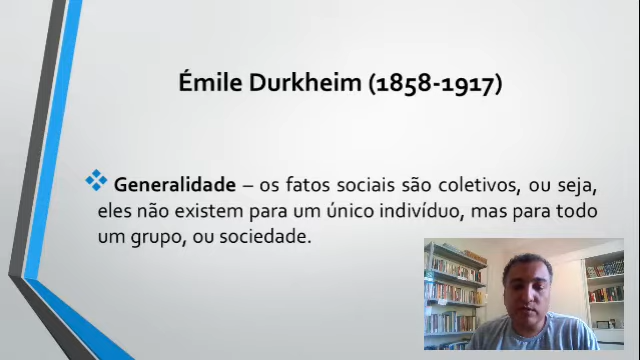 Émile Durkheim (1858-1917)
Generalidade – os fatos sociais são coletivos, ou seja,
eles não existem para um único indivíduo, mas para todo
um grupo, ou sociedade.